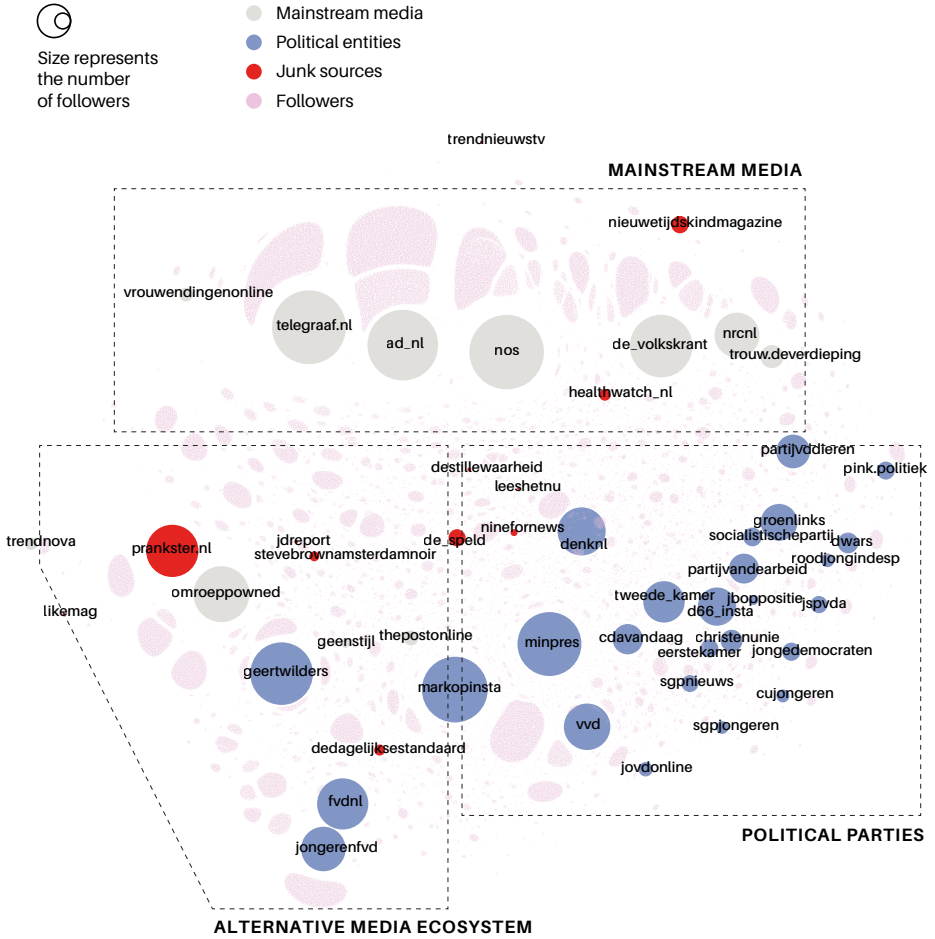 Size represents
the number
of followers
Mainstream media
Political entities
Junk sources
Followers
trendnieuwstv
MAINSTREAM MEDIA
nieuwetijdskindmagazine
vrouwendingenonline
telegraaf.nl
ad_nl
nos
de_volkskrant
nrcnl
trouw.deverdieping
healthwatch_nl
partijvddieren
pink.politiek
destillewaarheid
leeshetnu
groenlinks
socialistischepartij
dwars
roodjongindesp
ninefornews
denknl
de_speld
jdreport
stevebrownamsterdamnoir
prankster.nl
trendnova
omroeppowned
likemag
partijvandearbeid
tweede_kamer
jboppositie
d66_insta
jspvda
geenstijl
thepostonline
minpres
cdavandaag
christenunie
eerstekamer
jongedemocraten
geertwilders
markopinsta
sgpnieuws
cujongeren
vvd
sgpjongeren
dedagelijksestandaard
jovdonline
fvdnl
jongerenfvd
POLITICAL PARTIES
ALTERNATIVE MEDIA ECOSYSTEM